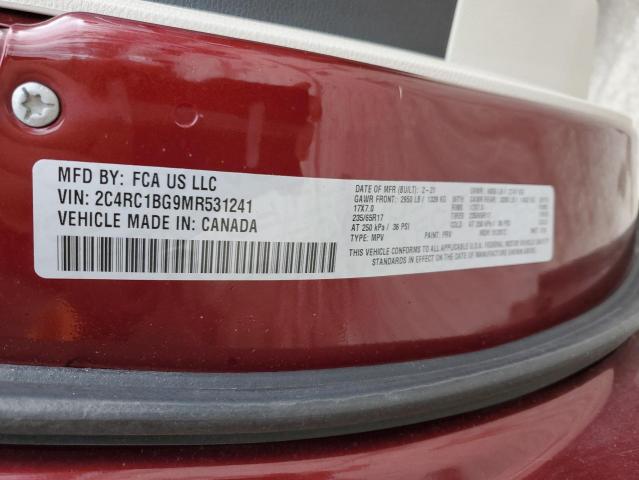 MFD BY: FCA US LLC
VIN: 2C4RC1BG9MR531241
VEHICLE MADE IN: CANADA
DATE OF MFR (BUILT): 2-21
GAWR FRONT: 2950 LB / 1338 KG
17X7.0
235/65R17
AT 250 kPa / 36 PSI
TYPE: MPV
PAINT: PRV
THIS VEHICLE CONFORMS TO ALL APPLICABLE U.S.A. FEDERAL MOTOR VEHICLE SAFETY
STANDARDS IN EFFECT ON THE DATE OF MANUFACTURE SHOWN ABOVE.